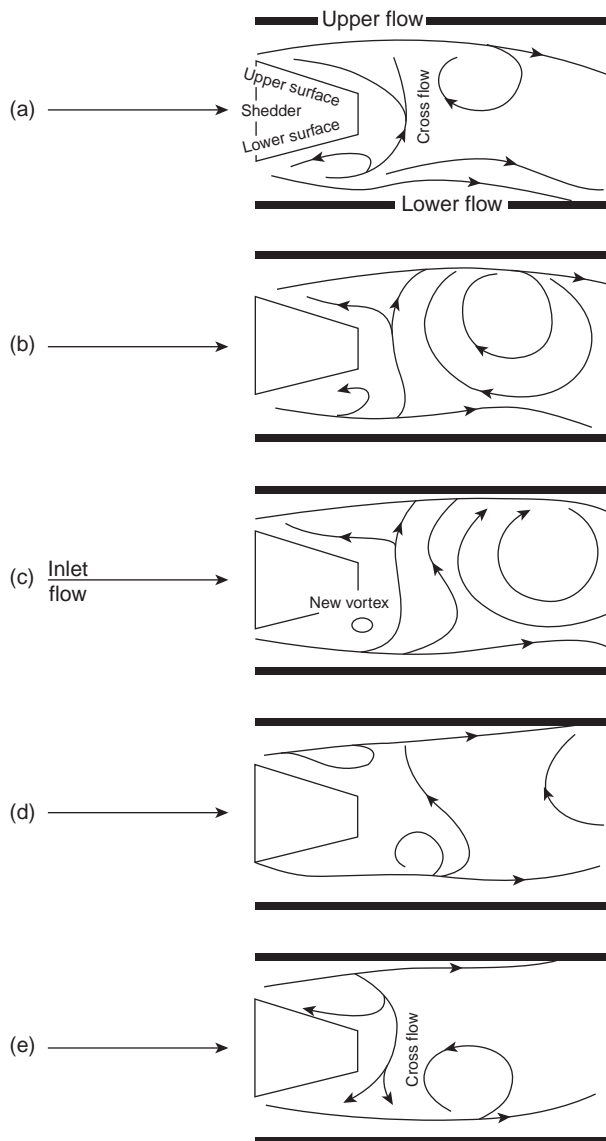 Upper flow
(a)
Upper surface
Shedder
Lower surface
Cross flow
Lower flow
(b)
(c)
Inlet
flow
New vortex
(d)
(e)
Cross flow